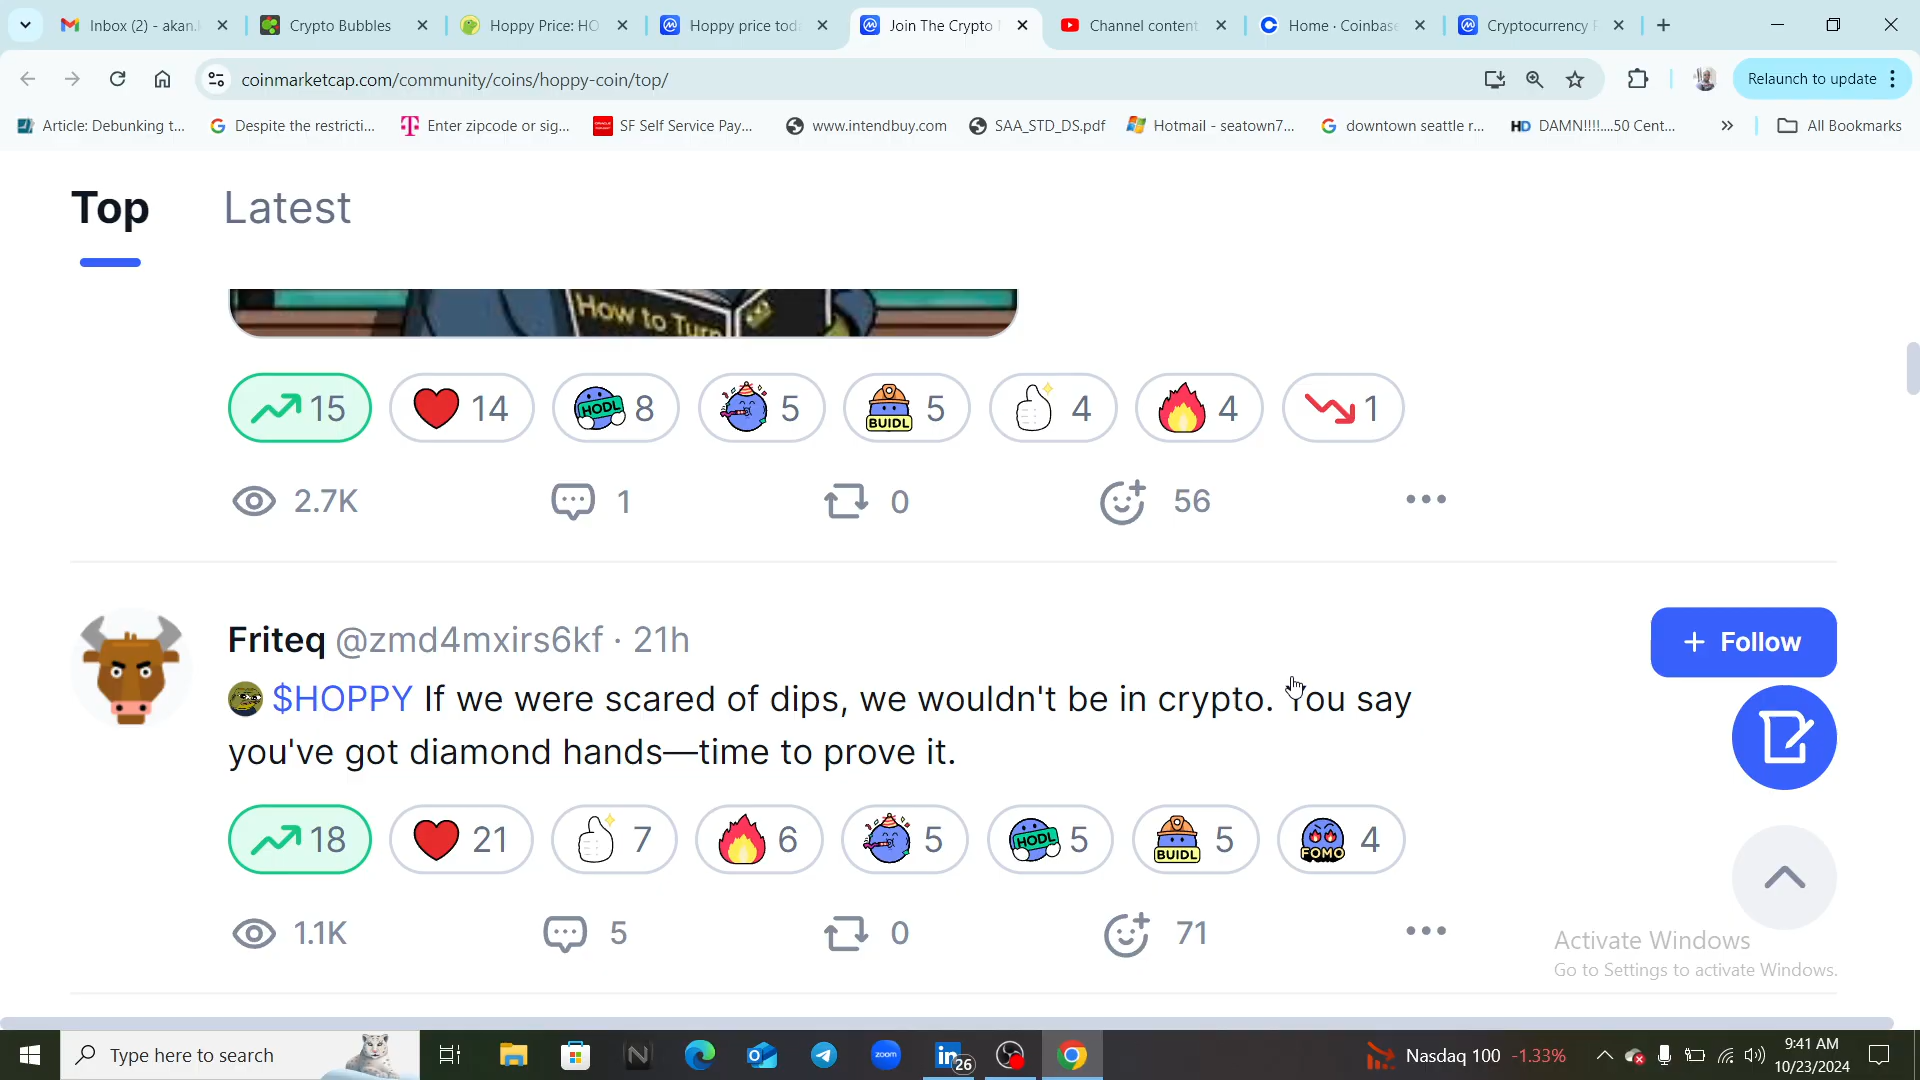 Inbox (2) - akan.
Crypto Bubbles
Hoppy Price: HO
Hoppy price tod
Join The Crypto
Channel content
Home · Coinbase
Cryptocurrency
coinmarketcap.com/community/coins/hoppy-coin/top/
Relaunch to update
Article: Debunking t...
Despite the restricti...
Enter zipcode or sig...
SF Self Service Pay...
www.intendbuy.com
SAA_STD_DS.pdf
Hotmail - seatown7...
downtown seattle r...
HD DAMN!!!!....50 Cent...
All Bookmarks
Top
Latest
How to Turn
15
14
HODL 8
5
BUIDL 5
4
4
1
2.7K
1
0
56
Friteq @zmd4mxirs6kf · 21h
+ Follow
$HOPPY If we were scared of dips, we wouldn't be in crypto. You say
you've got diamond hands—time to prove it.
18
21
7
6
5
HODL 5
BUIDL 5
FOMO 4
1.1K
5
0
71
Activate Windows
Go to Settings to activate Windows.
Type here to search
zoom
26
Nasdaq 100 -1.33%
9:41 AM
10/23/2024